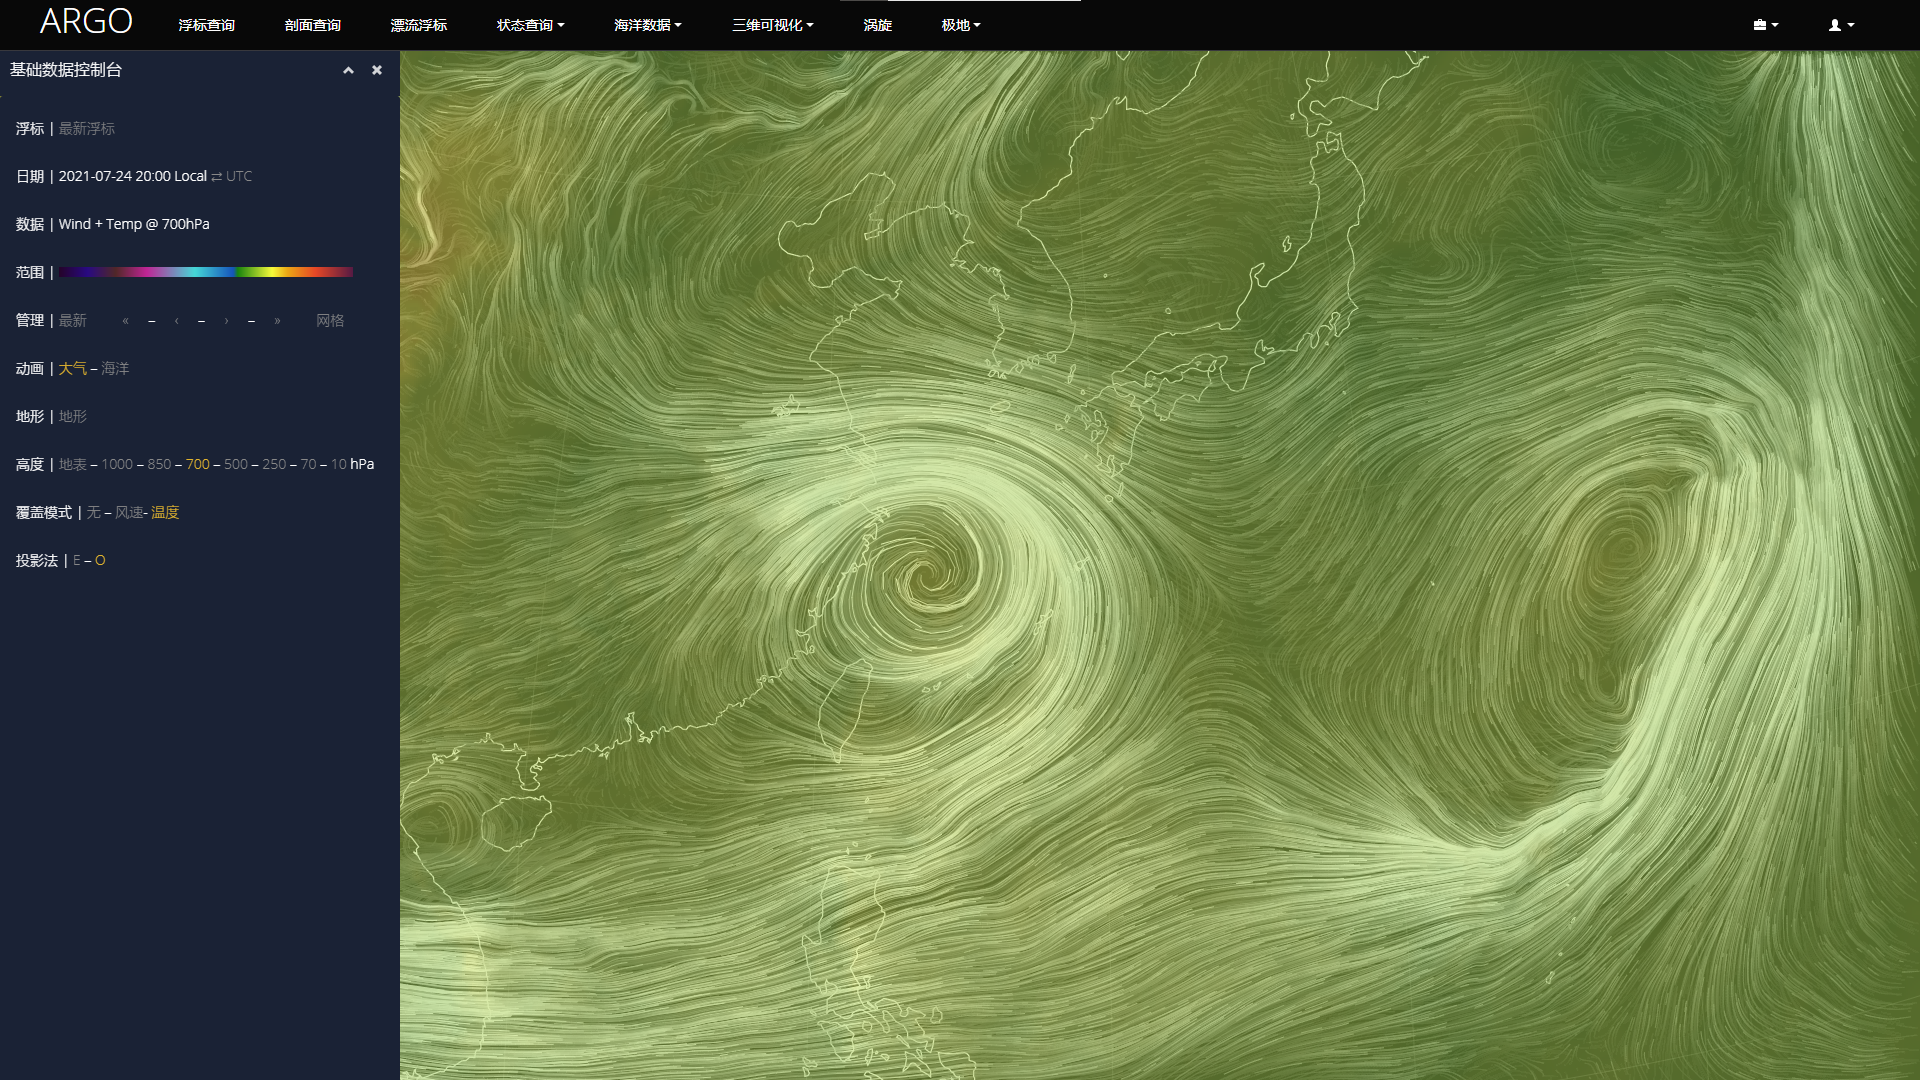 ARGO 浮标查询 剖面查询 漂流浮标 状态查询 海洋数据 三维可视化 涡旋 极地
基础数据控制台
浮标 | 最新浮标
日期 | 2021-07-24 20:00 Local ⇄ UTC
数据 | Wind + Temp @ 700hPa
范围 |
管理 | 最新 « – ‹ – › – » 网格
动画 | 大气 – 海洋
地形 | 地形
高度 | 地表 – 1000 – 850 – 700 – 500 – 250 – 70 – 10 hPa
覆盖模式 | 无 – 风速- 温度
投影法 | E – O